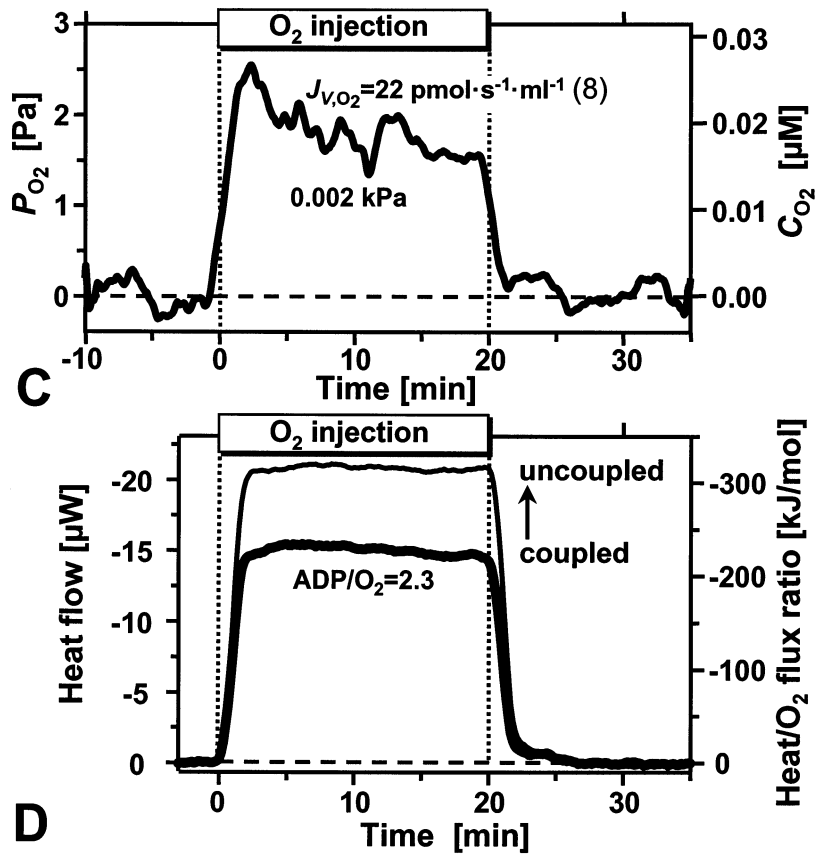 O2 injection
3
2
1
0
PO2 [Pa]
JV,O2=22 pmol·s-1·ml-1 (8)
0.002 kPa
0.03
0.02
0.01
0.00
CO2 [µM]
-10 0 10 20 30
Time [min]
C
O2 injection
-20
-15
-10
-5
0
Heat flow [µW]
uncoupled
coupled
ADP/O2=2.3
-300
-200
-100
0
Heat/O2 flux ratio [kJ/mol]
0 10 20 30
Time [min]
D